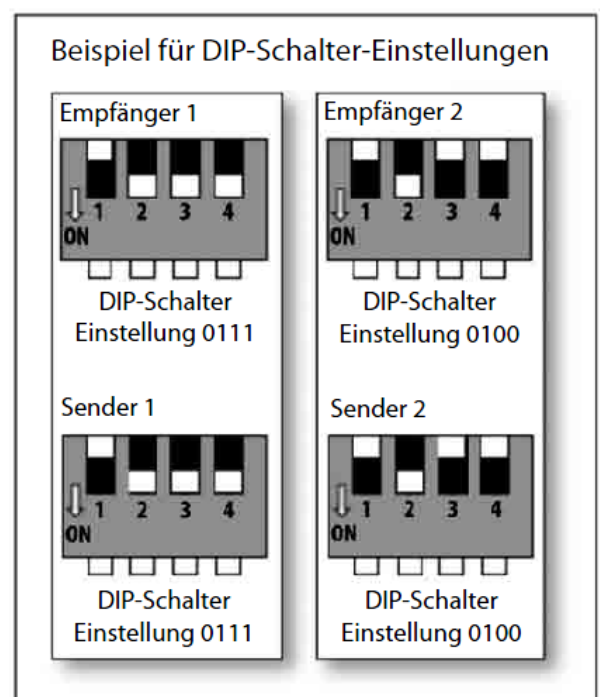 Beispiel für DIP-Schalter-Einstellungen
Empfänger 1
1 2 3 4
ON
DIP-Schalter
Einstellung 0111
Empfänger 2
1 2 3 4
ON
DIP-Schalter
Einstellung 0100
Sender 1
1 2 3 4
ON
DIP-Schalter
Einstellung 0111
Sender 2
1 2 3 4
ON
DIP-Schalter
Einstellung 0100